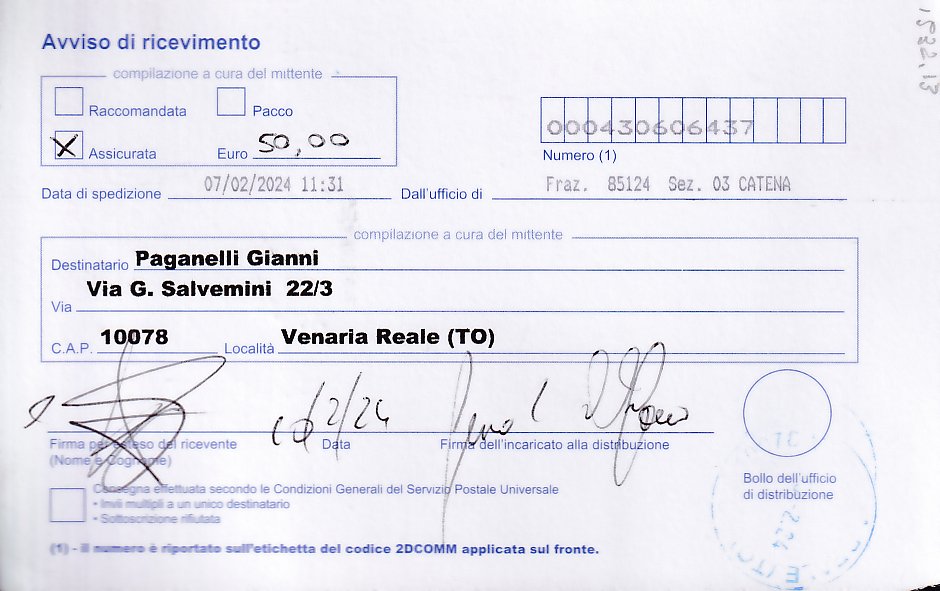 Avviso di ricevimento
compilazione a cura del mittente
Raccomandata Pacco
X Assicurata Euro 50,00
000430606437
Numero (1)
Data di spedizione 07/02/2024 11:31 Dall'ufficio di Fraz. 85124 Sez. 03 CATENA
compilazione a cura del mittente
Destinatario Paganelli Gianni
Via Via G. Salvemini 22/3
C.A.P. 10078 Località Venaria Reale (TO)
Firma per esteso del ricevente Data Firma dell'incaricato alla distribuzione
(Nome e Cognome)
Bollo dell'ufficio
di distribuzione
Consegna effettuata secondo le Condizioni Generali del Servizio Postale Universale
• Invii multipli a un unico destinatario
• Sottoscrizione rifiutata
(1) - il numero è riportato sull'etichetta del codice 2DCOMM applicata sul fronte.